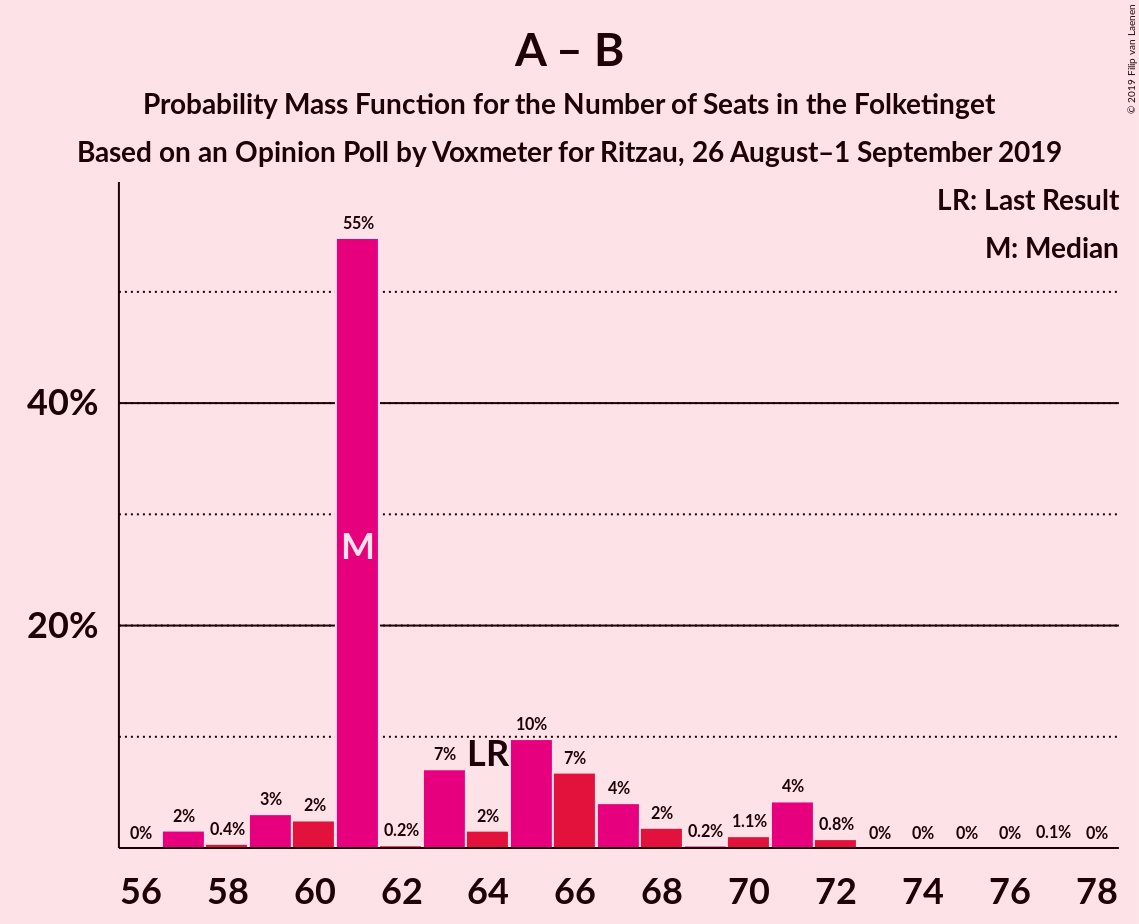 A – B
Probability Mass Function for the Number of Seats in the Folketinget
Based on an Opinion Poll by Voxmeter for Ritzau, 26 August–1 September 2019
© 2019 Filip van Laenen
LR: Last Result
M: Median
40%
20%
0% 2% 0.4% 3% 2% 55% 0.2% 7% 2% 10% 7% 4% 2% 0.2% 1.1% 4% 0.8% 0% 0% 0% 0% 0.1% 0%
M
LR
56 58 60 62 64 66 68 70 72 74 76 78